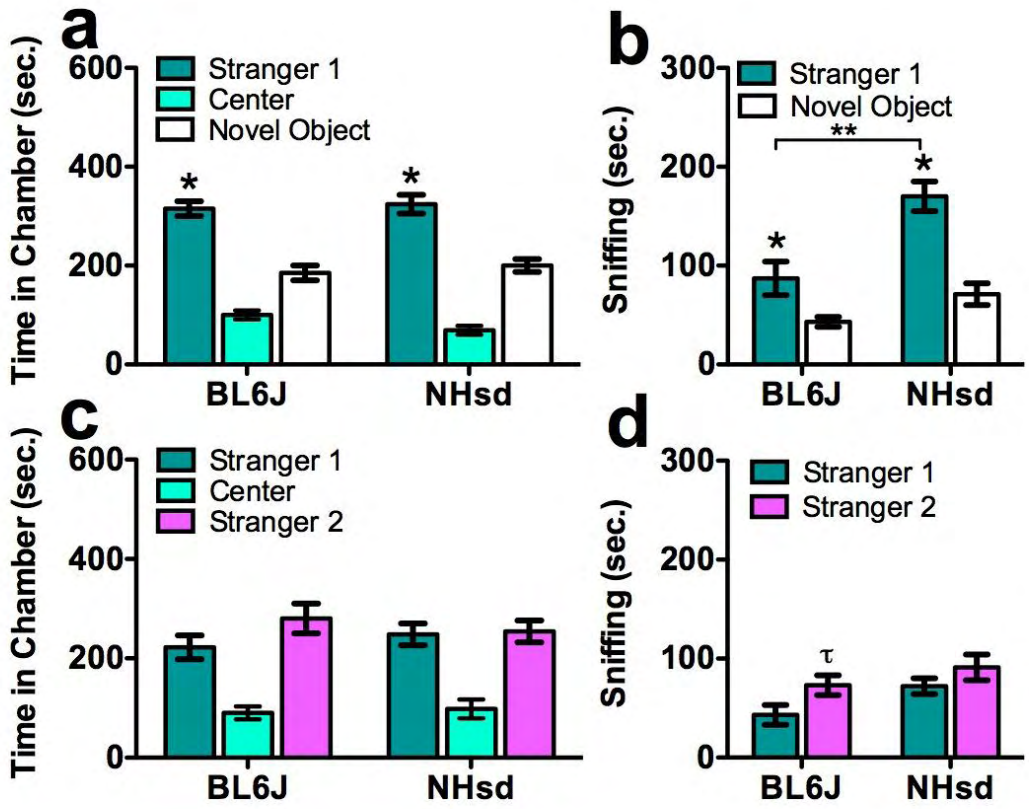 a
Time in Chamber (sec.)
600
400
200
0
Stranger 1
Center
Novel Object
*
*
BL6J
NHsd
b
Sniffing (sec.)
300
200
100
0
Stranger 1
Novel Object
**
*
*
BL6J
NHsd
c
Time in Chamber (sec.)
600
400
200
0
Stranger 1
Center
Stranger 2
BL6J
NHsd
d
Sniffing (sec.)
300
200
100
0
Stranger 1
Stranger 2
τ
BL6J
NHsd